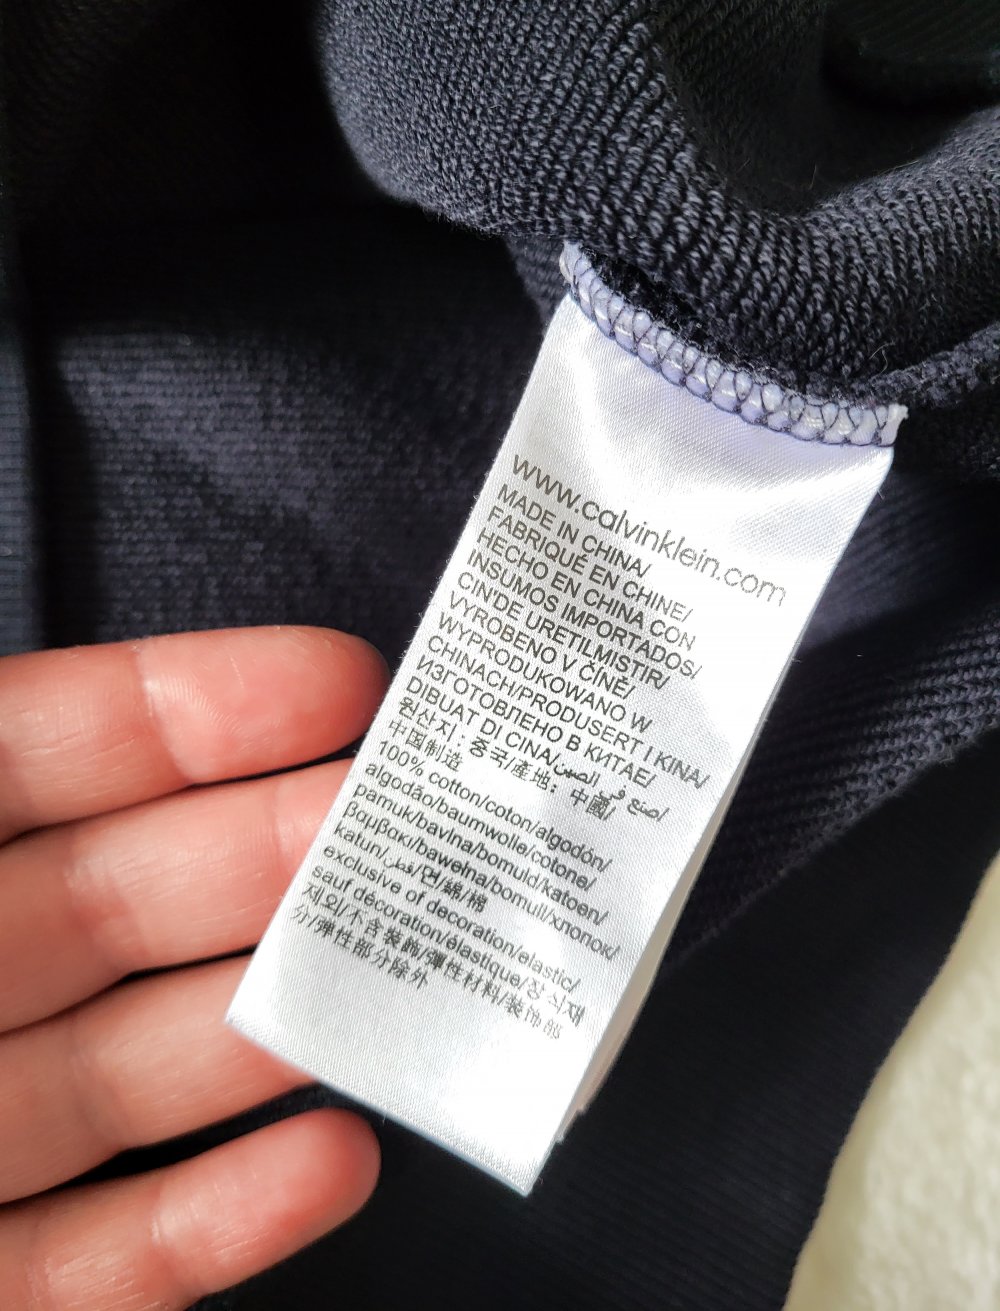 www.calvinklein.com
MADE IN CHINA/
FABRIQUÉ EN CHINE/
HECHO EN CHINA CON
INSUMOS IMPORTADOS/
CIN'DE URETILMISTIR/
VYROBENO V ČÍNĚ/
WYPRODUKOWANO W
CHINACH/PRODUSERT I KINA/
ИЗГОТОВЛЕНО В КИТАЕ/
DIBUAT DI CINA/صنع في الصين/
원산지: 중국/產地: 中國/
中国制造
100% cotton/coton/algodón/
algodão/baumwolle/cotone/
pamuk/bavlna/bomuld/katoen/
βαμβακι/bawełna/bomull/хлопок/
katun/قطن/면/綿/棉
exclusive of decoration/elastic/
sauf décoration/élastique/장식재
제외/不含裝飾/彈性材料/装饰部
分/弹性部分除外